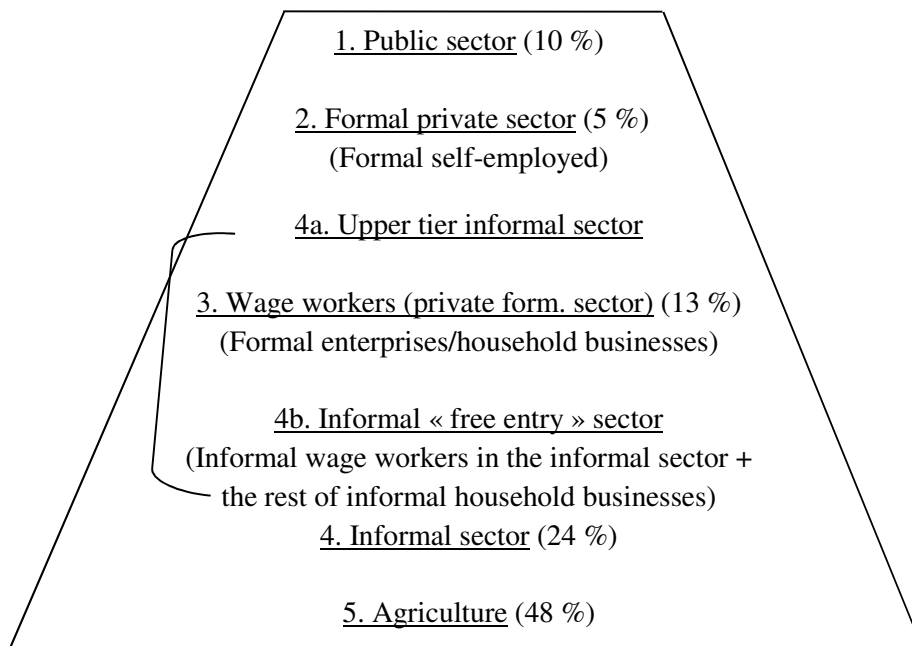 1. Public sector (10 %)
2. Formal private sector (5 %)
(Formal self-employed)
4a. Upper tier informal sector
3. Wage workers (private form. sector) (13 %)
(Formal enterprises/household businesses)
4b. Informal « free entry » sector
(Informal wage workers in the informal sector +
the rest of informal household businesses)
4. Informal sector (24 %)
5. Agriculture (48 %)